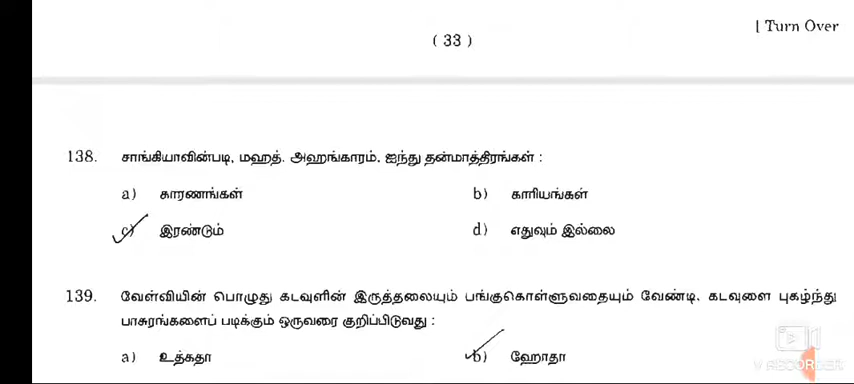 [ Turn Over
( 33 )
138. சாங்கியாவின்படி, மஹத், அஹங்காரம், ஐந்து தன்மாத்திரங்கள் :
a) காரணங்கள் b) காரியங்கள்
c) இரண்டும் d) எதுவும் இல்லை
139. வேள்வியின் பொழுது கடவுளின் இருத்தலையும் பங்குகொள்ளுவதையும் வேண்டி, கடவுளை புகழ்ந்து
பாசுரங்களைப் படிக்கும் ஒருவரை குறிப்பிடுவது :
a) உத்கதா b) ஹோதா
V RECORDER